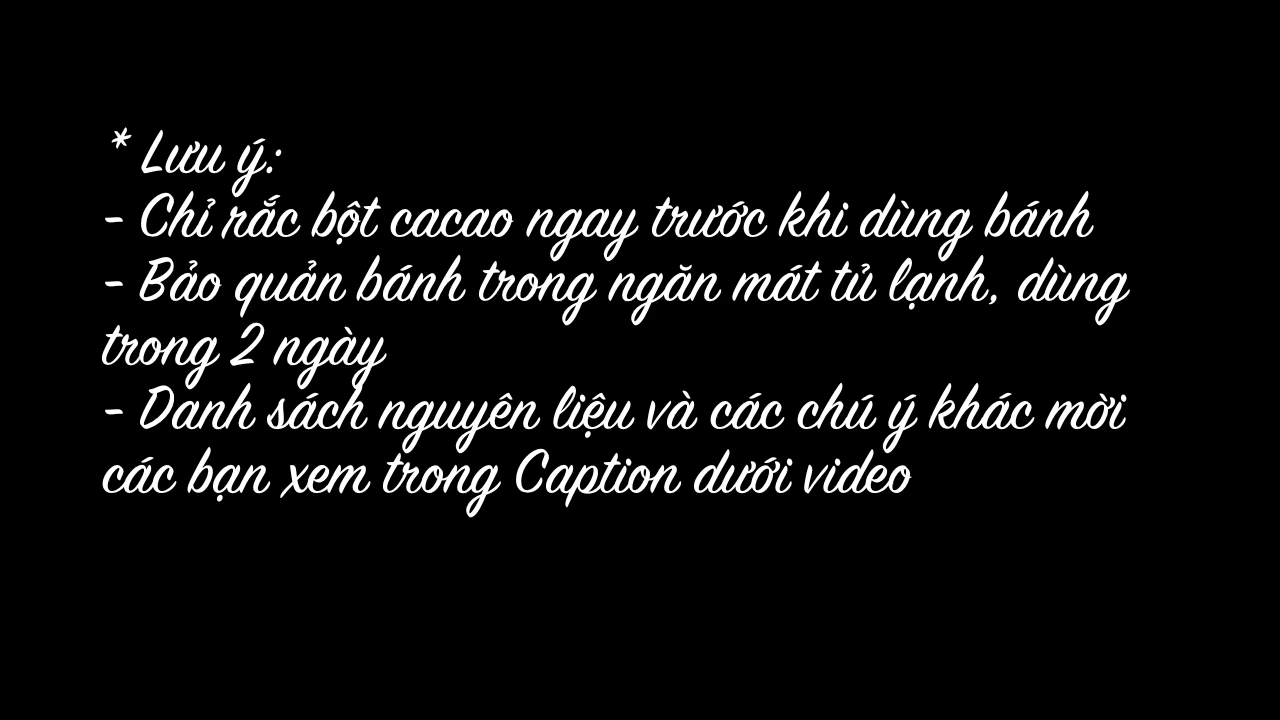 * Lưu ý:
- Chỉ rắc bột cacao ngay trước khi dùng bánh
- Bảo quản bánh trong ngăn mát tủ lạnh, dùng
trong 2 ngày
- Danh sách nguyên liệu và các chú ý khác mời
các bạn xem trong Caption dưới video